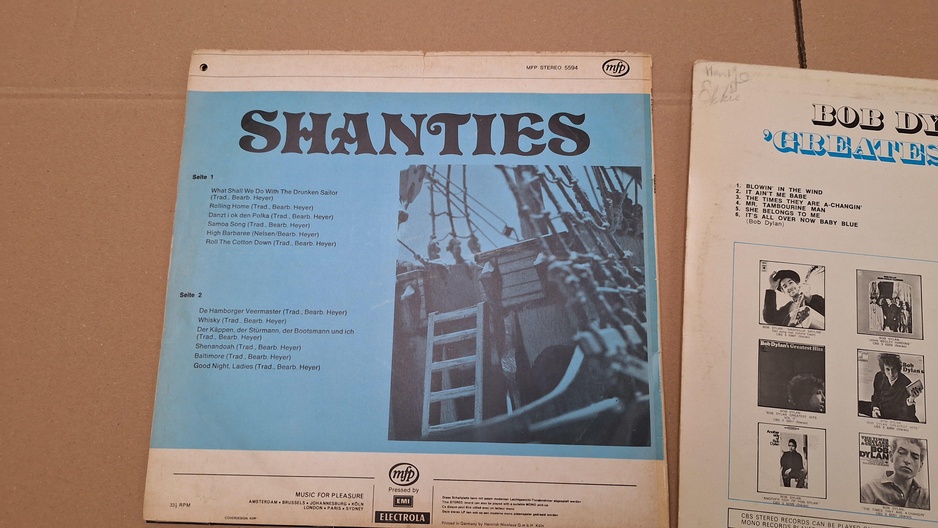 MFP STEREO 5594
mfp
SHANTIES
Seite 1
What Shall We Do With The Drunken Sailor
(Trad., Bearb. Heyer)
Rolling Home (Trad., Bearb. Heyer)
Danzt i ok den Polka (Trad., Bearb. Heyer)
Samoa Song (Trad., Bearb. Heyer)
High Barbaree (Nelsen/Bearb. Heyer)
Roll The Cotton Down (Trad., Bearb. Heyer)
Seite 2
De Hamborger Veermaster (Trad., Bearb. Heyer)
Whisky (Trad., Bearb. Heyer)
Der Käppen, der Stürmann, der Bootsmann und ich
(Trad., Bearb. Heyer)
Shenandoah (Trad., Bearb. Heyer)
Baltimore (Trad., Bearb. Heyer)
Good Night, Ladies (Trad., Bearb. Heyer)
33⅓ RPM
MUSIC FOR PLEASURE
AMSTERDAM • BRUSSELS • JOHANNESBURG • KÖLN
LONDON • PARIS • SYDNEY
mfp
Pressed by
EMI
ELECTROLA
Printed in Germany by
BOB DY
'GREATES
1. BLOWIN' IN THE WIND
2. IT AIN'T ME BABE
3. THE TIMES THEY ARE A-CHANGIN'
4. MR. TAMBOURINE MAN
5. SHE BELONGS TO ME
6. IT'S ALL OVER NOW BABY BLUE
(Bob Dylan)
Bob Dylan's Greatest Hits
Bob Dylan
BOB DYLAN
CBS STEREO RECORDS CAN BE PLAYED
MONO RECORDS